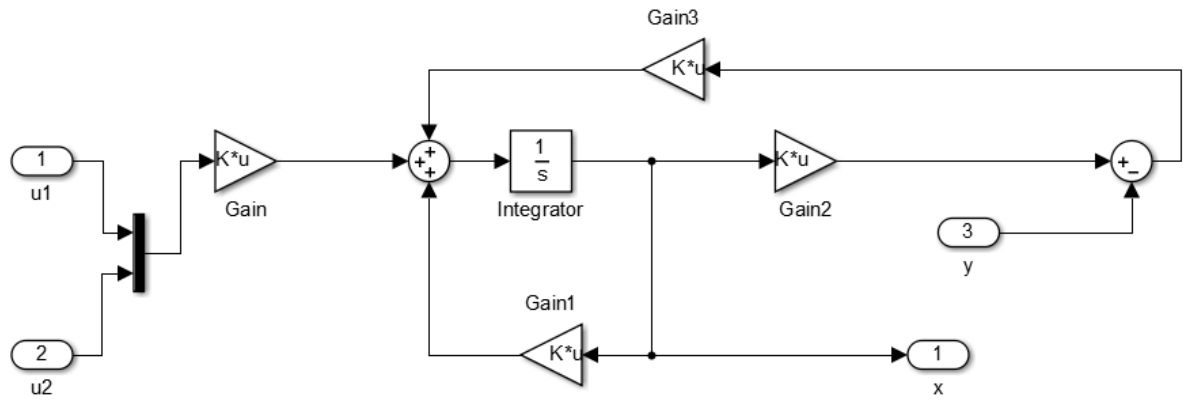 Gain3
K*u
1
u1
K*u
Gain
+
+
+
1
s
Integrator
K*u
Gain2
+
−
3
y
Gain1
K*u
2
u2
1
x